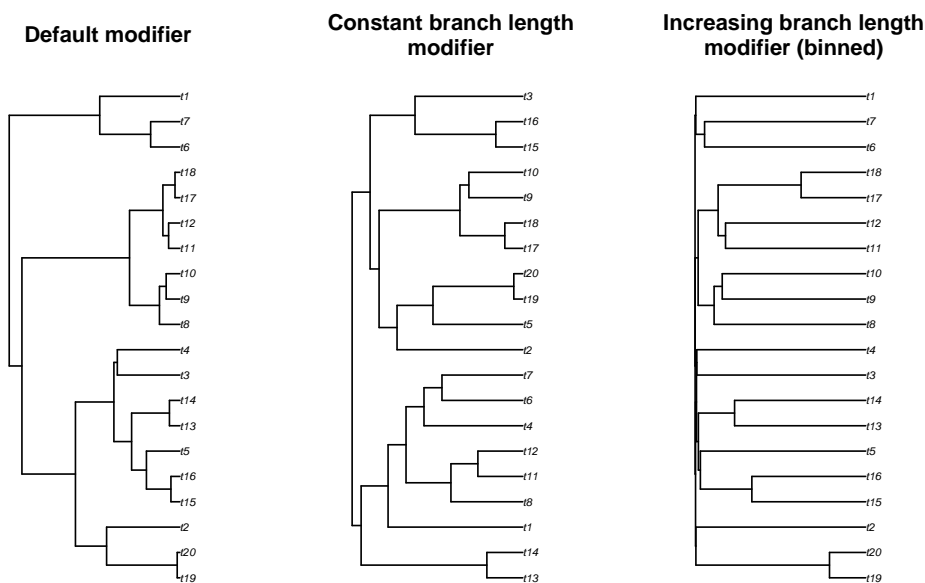 Default modifier
Constant branch length
modifier
Increasing branch length
modifier (binned)
t1
t7
t6
t18
t17
t12
t11
t10
t9
t8
t4
t3
t14
t13
t5
t16
t15
t2
t20
t19
t3
t16
t15
t10
t9
t18
t17
t20
t19
t5
t2
t7
t6
t4
t12
t11
t8
t1
t14
t13
t1
t7
t6
t18
t17
t12
t11
t10
t9
t8
t4
t3
t14
t13
t5
t16
t15
t2
t20
t19